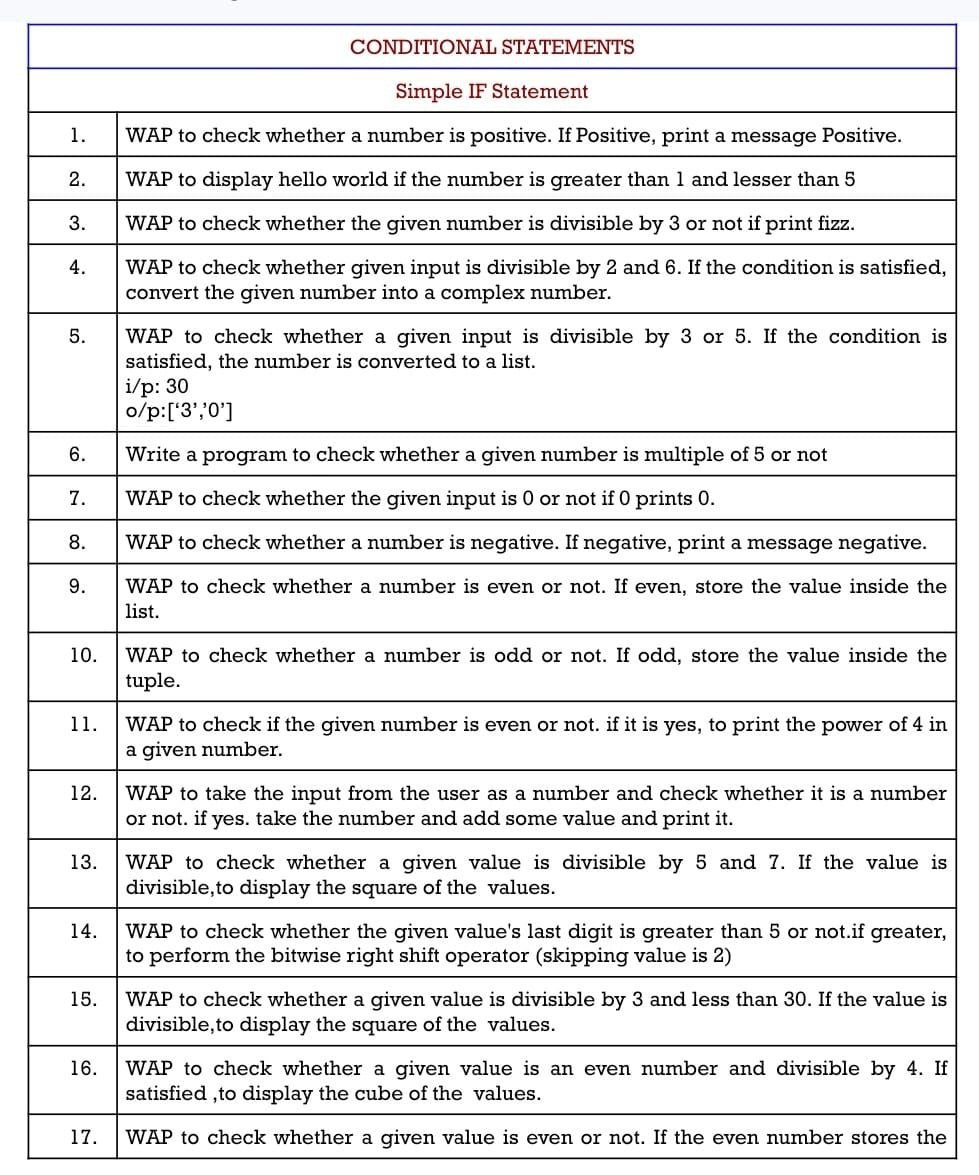 CONDITIONAL STATEMENTS
Simple IF Statement
1. WAP to check whether a number is positive. If Positive, print a message Positive.
2. WAP to display hello world if the number is greater than 1 and lesser than 5
3. WAP to check whether the given number is divisible by 3 or not if print fizz.
4. WAP to check whether given input is divisible by 2 and 6. If the condition is satisfied,
convert the given number into a complex number.
5. WAP to check whether a given input is divisible by 3 or 5. If the condition is
satisfied, the number is converted to a list.
i/p: 30
o/p:[‘3’,’0’]
6. Write a program to check whether a given number is multiple of 5 or not
7. WAP to check whether the given input is 0 or not if 0 prints 0.
8. WAP to check whether a number is negative. If negative, print a message negative.
9. WAP to check whether a number is even or not. If even, store the value inside the
list.
10. WAP to check whether a number is odd or not. If odd, store the value inside the
tuple.
11. WAP to check if the given number is even or not. if it is yes, to print the power of 4 in
a given number.
12. WAP to take the input from the user as a number and check whether it is a number
or not. if yes. take the number and add some value and print it.
13. WAP to check whether a given value is divisible by 5 and 7. If the value is
divisible,to display the square of the values.
14. WAP to check whether the given value's last digit is greater than 5 or not.if greater,
to perform the bitwise right shift operator (skipping value is 2)
15. WAP to check whether a given value is divisible by 3 and less than 30. If the value is
divisible,to display the square of the values.
16. WAP to check whether a given value is an even number and divisible by 4. If
satisfied ,to display the cube of the values.
17. WAP to check whether a given value is even or not. If the even number stores the